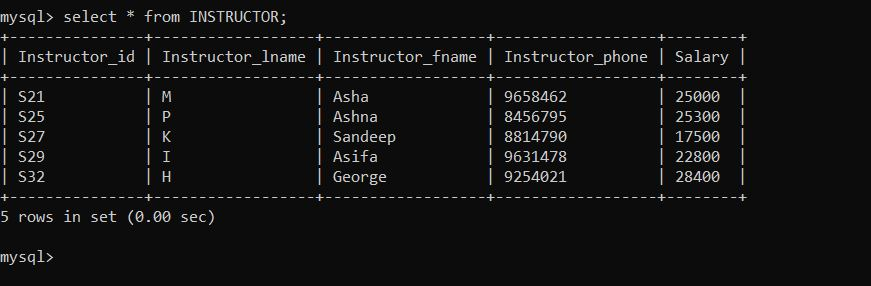 mysql> select * from INSTRUCTOR;
+---------------+------------------+------------------+------------------+--------+
| Instructor_id | Instructor_lname | Instructor_fname | Instructor_phone | Salary |
+---------------+------------------+------------------+------------------+--------+
| S21           | M                | Asha             | 9658462          | 25000  |
| S25           | P                | Ashna            | 8456795          | 25300  |
| S27           | K                | Sandeep          | 8814790          | 17500  |
| S29           | I                | Asifa            | 9631478          | 22800  |
| S32           | H                | George           | 9254021          | 28400  |
+---------------+------------------+------------------+------------------+--------+
5 rows in set (0.00 sec)
mysql>